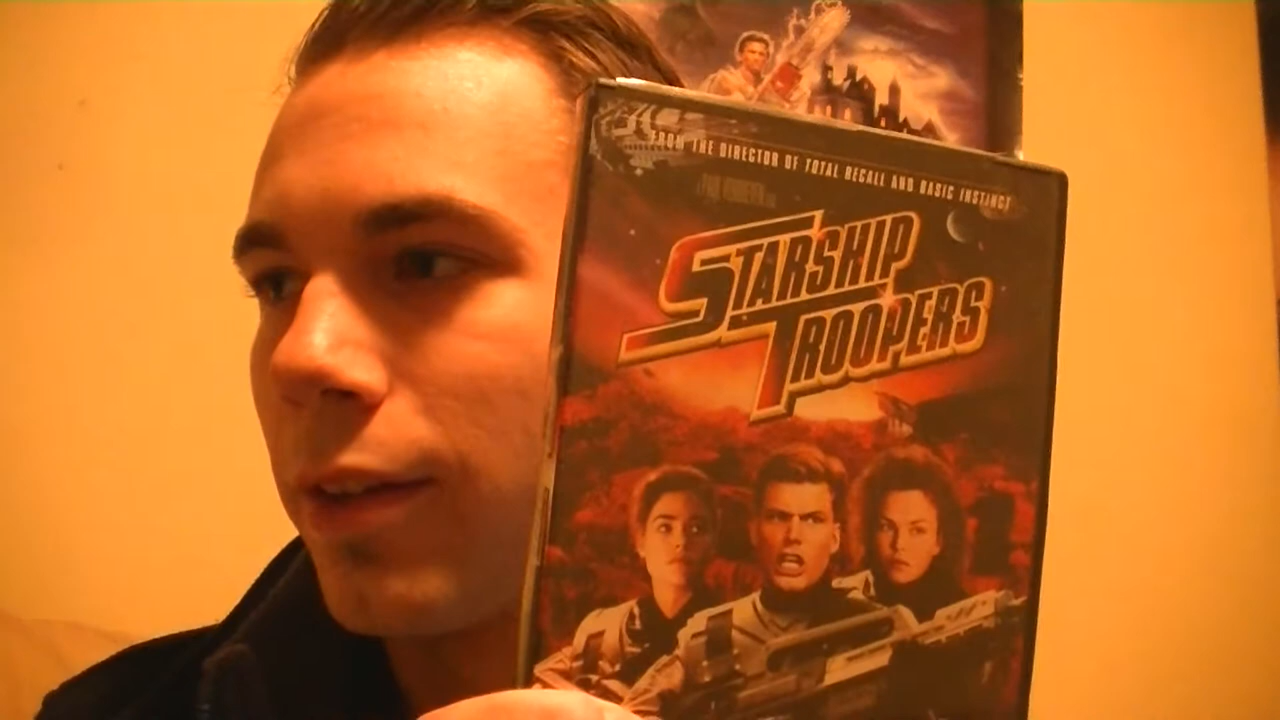 FROM THE DIRECTOR OF TOTAL RECALL AND BASIC INSTINCT
STARSHIP
TROOPERS